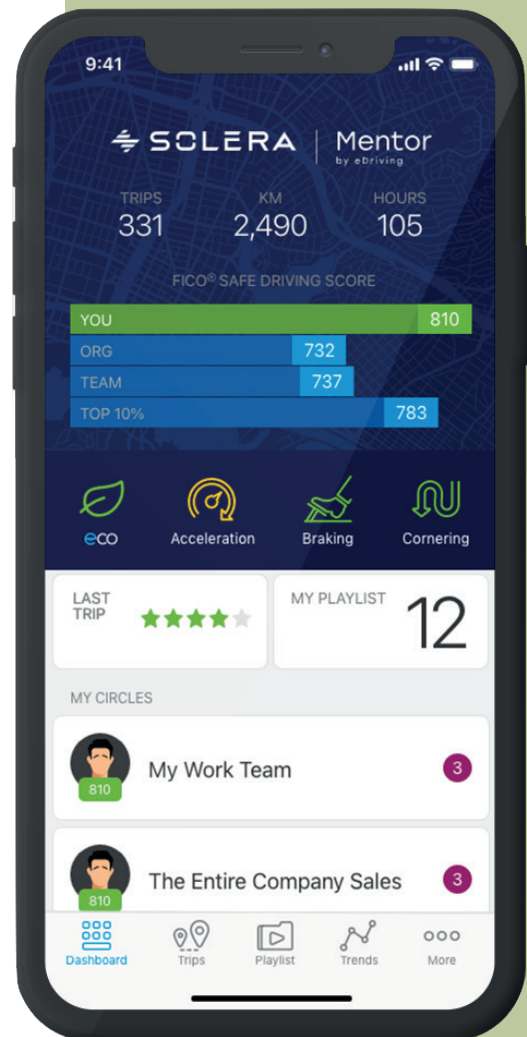 9:41
SOLERA | Mentor
by eDriving
TRIPS KM HOURS
331 2,490 105
FICO® SAFE DRIVING SCORE
YOU 810
ORG 732
TEAM 737
TOP 10% 783
eco Acceleration Braking Cornering
LAST
TRIP
MY PLAYLIST 12
MY CIRCLES
810 My Work Team 3
810 The Entire Company Sales 3
Dashboard Trips Playlist Trends More